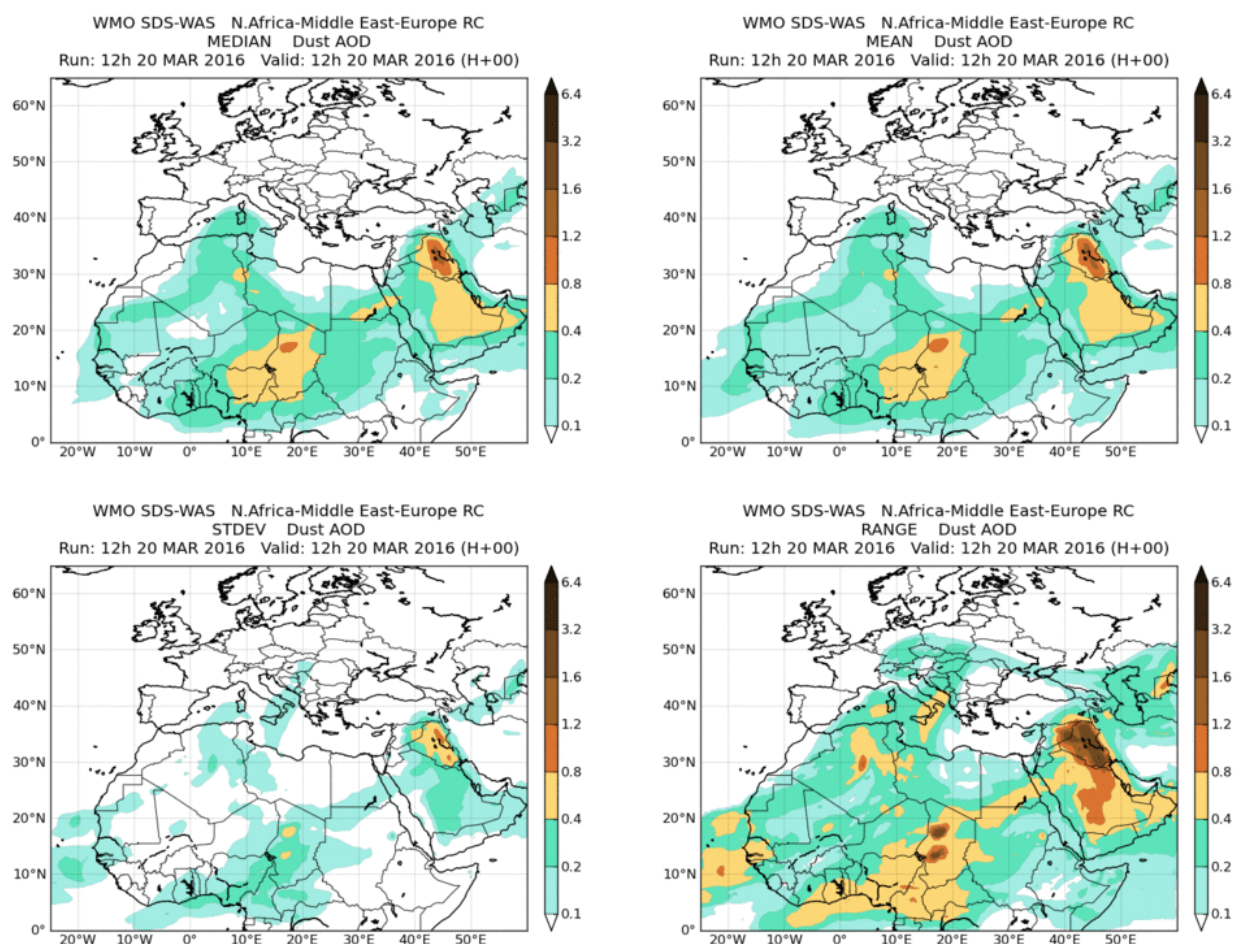 WMO SDS-WAS N.Africa-Middle East-Europe RC
MEDIAN Dust AOD
Run: 12h 20 MAR 2016 Valid: 12h 20 MAR 2016 (H+00)
60°N
50°N
40°N
30°N
20°N
10°N
0°
20°W
10°W
0°
10°E
20°E
30°E
40°E
50°E
6.4
3.2
1.6
1.2
0.8
0.4
0.2
0.1
WMO SDS-WAS N.Africa-Middle East-Europe RC
MEAN Dust AOD
Run: 12h 20 MAR 2016 Valid: 12h 20 MAR 2016 (H+00)
60°N
50°N
40°N
30°N
20°N
10°N
0°
20°W
10°W
0°
10°E
20°E
30°E
40°E
50°E
6.4
3.2
1.6
1.2
0.8
0.4
0.2
0.1
WMO SDS-WAS N.Africa-Middle East-Europe RC
STDEV Dust AOD
Run: 12h 20 MAR 2016 Valid: 12h 20 MAR 2016 (H+00)
60°N
50°N
40°N
30°N
20°N
10°N
0°
20°W
10°W
0°
10°E
20°E
30°E
40°E
50°E
6.4
3.2
1.6
1.2
0.8
0.4
0.2
0.1
WMO SDS-WAS N.Africa-Middle East-Europe RC
RANGE Dust AOD
Run: 12h 20 MAR 2016 Valid: 12h 20 MAR 2016 (H+00)
60°N
50°N
40°N
30°N
20°N
10°N
0°
20°W
10°W
0°
10°E
20°E
30°E
40°E
50°E
6.4
3.2
1.6
1.2
0.8
0.4
0.2
0.1